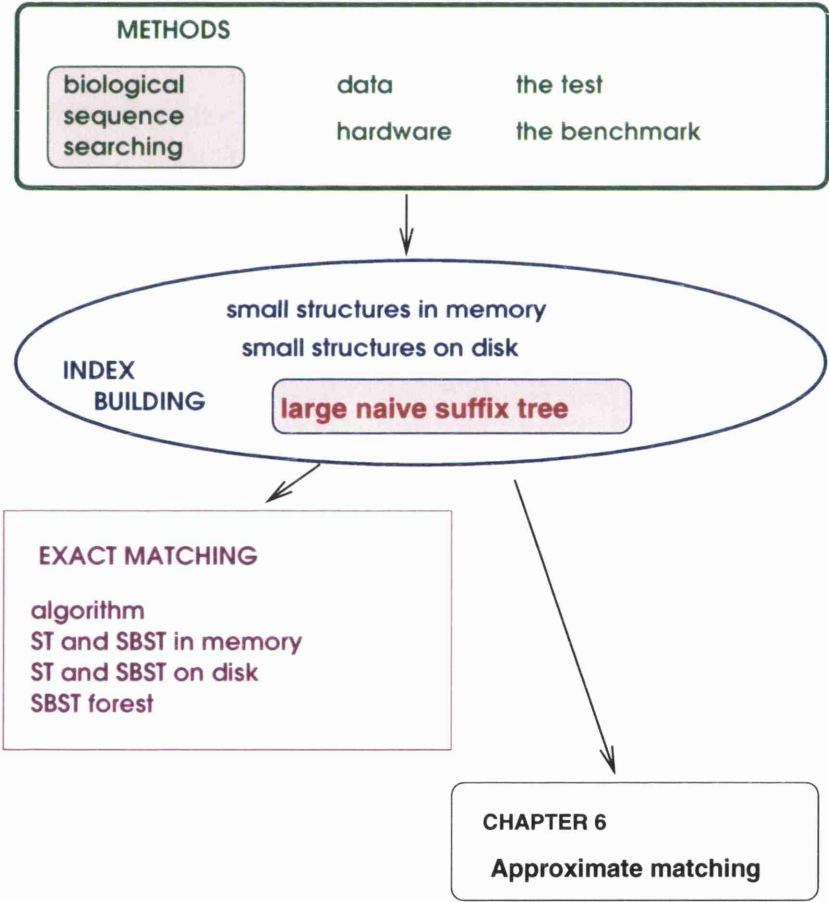 METHODS
biological
sequence
searching
data
hardware
the test
the benchmark
small structures in memory
small structures on disk
INDEX
BUILDING
large naive suffix tree
EXACT MATCHING
algorithm
ST and SBST in memory
ST and SBST on disk
SBST forest
CHAPTER 6
Approximate matching